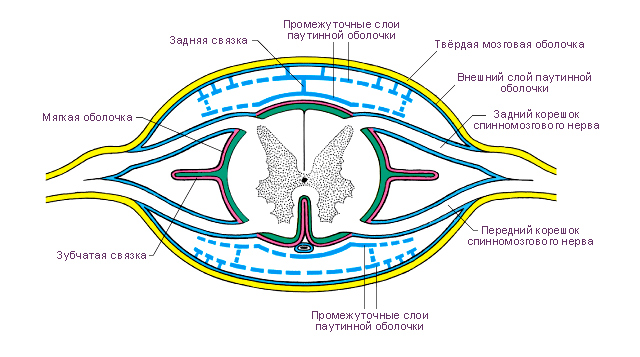 Промежуточные слои
паутинной оболочки
Задняя связка
Твёрдая мозговая оболочка
Внешний слой паутинной
оболочки
Мягкая оболочка
Задний корешок
спинномозгового нерва
Передний корешок
спинномозгового нерва
Зубчатая связка
Промежуточные слои
паутинной оболочки